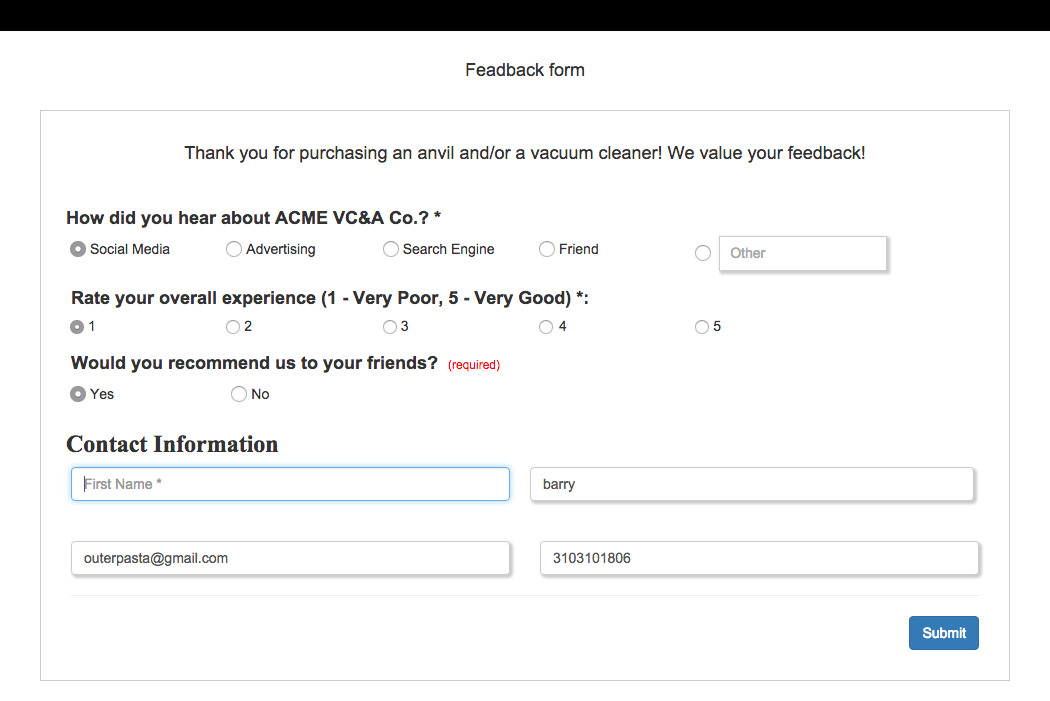 Feadback form
Thank you for purchasing an anvil and/or a vacuum cleaner! We value your feedback!
How did you hear about ACME VC&A Co.? *
Social Media Advertising Search Engine Friend Other
Rate your overall experience (1 - Very Poor, 5 - Very Good) *:
1 2 3 4 5
Would you recommend us to your friends? (required)
Yes No
Contact Information
First Name * barry
outerpasta@gmail.com 3103101806
Submit